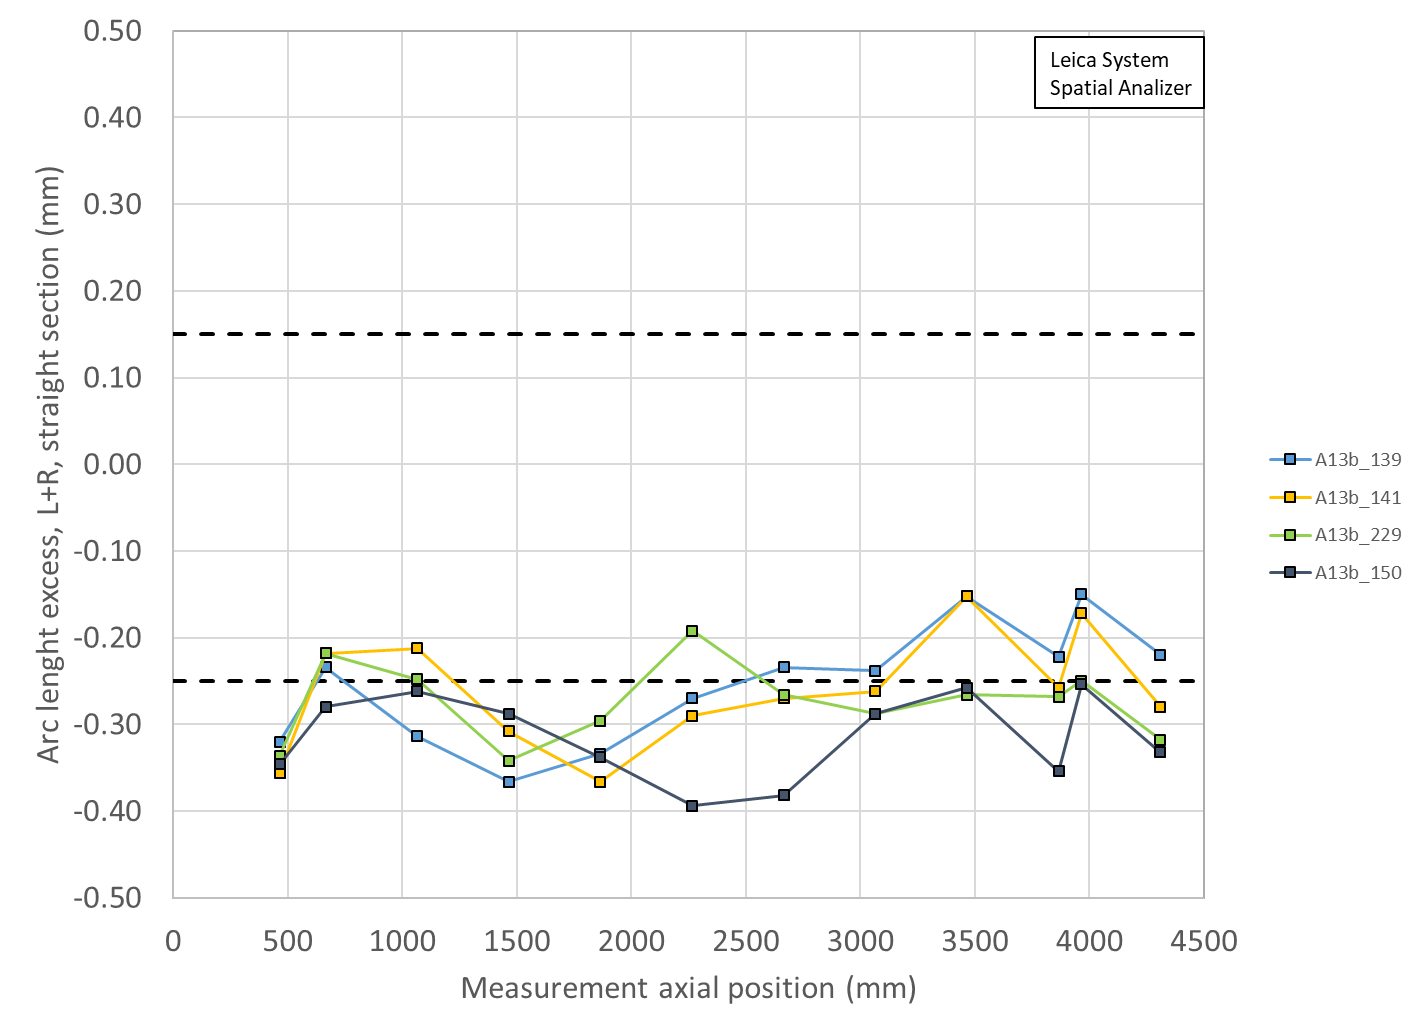 0.50
0.40
0.30
0.20
0.10
0.00
-0.10
-0.20
-0.30
-0.40
-0.50
Arc lenght excess, L+R, straight section (mm)
Leica System
Spatial Analizer
A13b_139
A13b_141
A13b_229
A13b_150
0 500 1000 1500 2000 2500 3000 3500 4000 4500
Measurement axial position (mm)